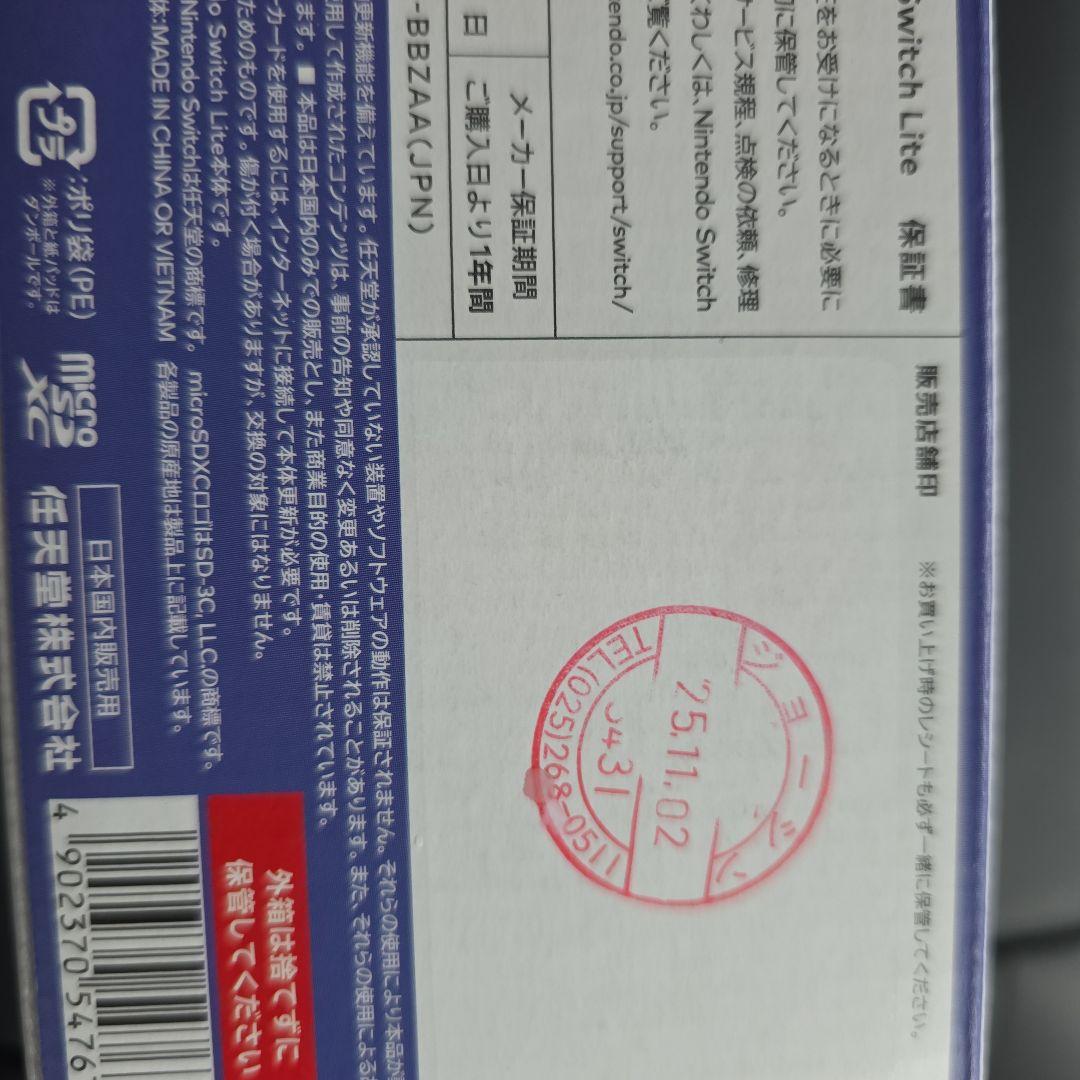 Switch Lite 保証書
をお受けになるときに必要に
に保管してください。
ービス規程、点検の依頼、修理
くわしくは、Nintendo Switch
endo.co.jp/support/switch/
覧ください。
メーカー保証期間
日 ご購入日より1年間
-BBZAA(JPN)
販売店舗印 ※お買い上げ時のレシートも必ず一緒に保管してください。
ジョーシン
'25.11.02
431
TEL(025)268-0511
更新機能を備えています。任天堂が承認していない装置やソフトウェアの動作は保証されません。それらの使用により本品が
用して作成されたコンテンツは、事前の告知や同意なく変更あるいは削除されることがあります。また、それらの使用による
ます。■ 本品は日本国内のみでの販売とし、また商業目的の使用・賃貸は禁止されています。
ーカードを使用するには、インターネットに接続して本体更新が必要です。
ためのものです。傷が付く場合がありますが、交換の対象にはなりません。
o Switch Lite本体です。
Nintendo Switchは任天堂の商標です。 microSDXCロゴはSD-3C, LLCの商標です。
体:MADE IN CHINA OR VIETNAM 各製品の原産地は製品上に記載しています。
プラ
:ポリ袋(PE)
※外箱と紙パッドは
ダンボールです。
micro
SD
XC
日本国内販売用
任天堂株式会社
外箱は捨てずに
保管してください
4 902370 5476